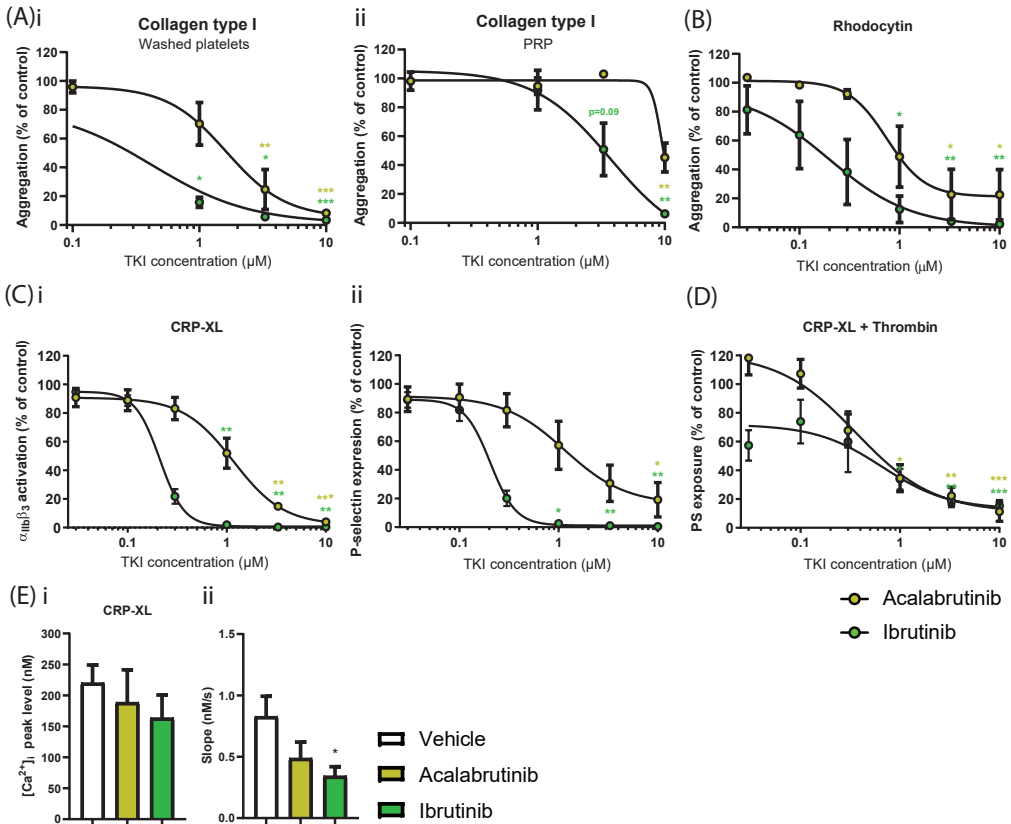 (A) i
Collagen type I
Washed platelets
Aggregation (% of control)
120
100
80
60
40
20
0
0.1
1
10
TKI concentration (µM)
*
**
*
***
***
ii
Collagen type I
PRP
Aggregation (% of control)
120
100
80
60
40
20
0
0.1
1
10
TKI concentration (µM)
p=0.09
**
**
(B)
Rhodocytin
Aggregation (% of control)
120
100
80
60
40
20
0
0.1
1
10
TKI concentration (µM)
*
*
**
*
**
(C) i
CRP-XL
αIIbβ3 activation (% of control)
120
100
80
60
40
20
0
0.1
1
10
TKI concentration (µM)
**
**
**
***
**
ii
P-selectin expresion (% of control)
120
100
80
60
40
20
0
0.1
1
10
TKI concentration (µM)
*
**
*
**
(D)
CRP-XL + Thrombin
PS exposure (% of control)
120
100
80
60
40
20
0
0.1
1
10
TKI concentration (µM)
*
**
**
***
***
Acalabrutinib
Ibrutinib
(E) i
CRP-XL
[Ca2+]i peak level (nM)
300
250
200
150
100
50
0
ii
Slope (nM/s)
1.5
1.0
0.5
0.0
*
Vehicle
Acalabrutinib
Ibrutinib